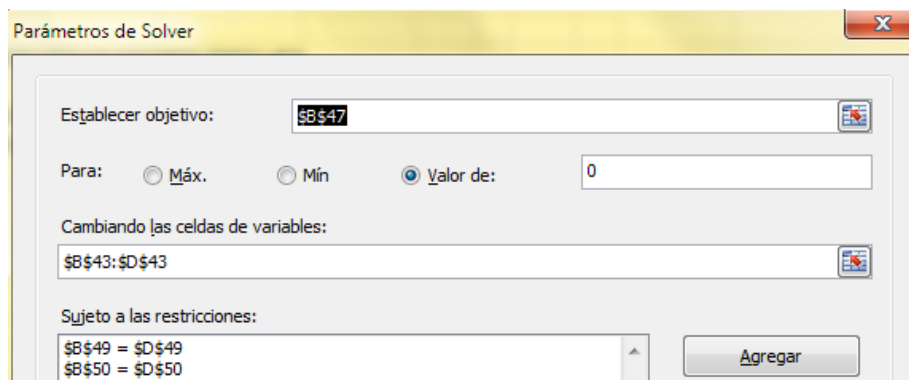 Parámetros de Solver
Establecer objetivo: $B$47
Para: Máx. Mín Valor de: 0
Cambiando las celdas de variables:
$B$43:$D$43
Sujeto a las restricciones:
$B$49 = $D$49
$B$50 = $D$50
Agregar